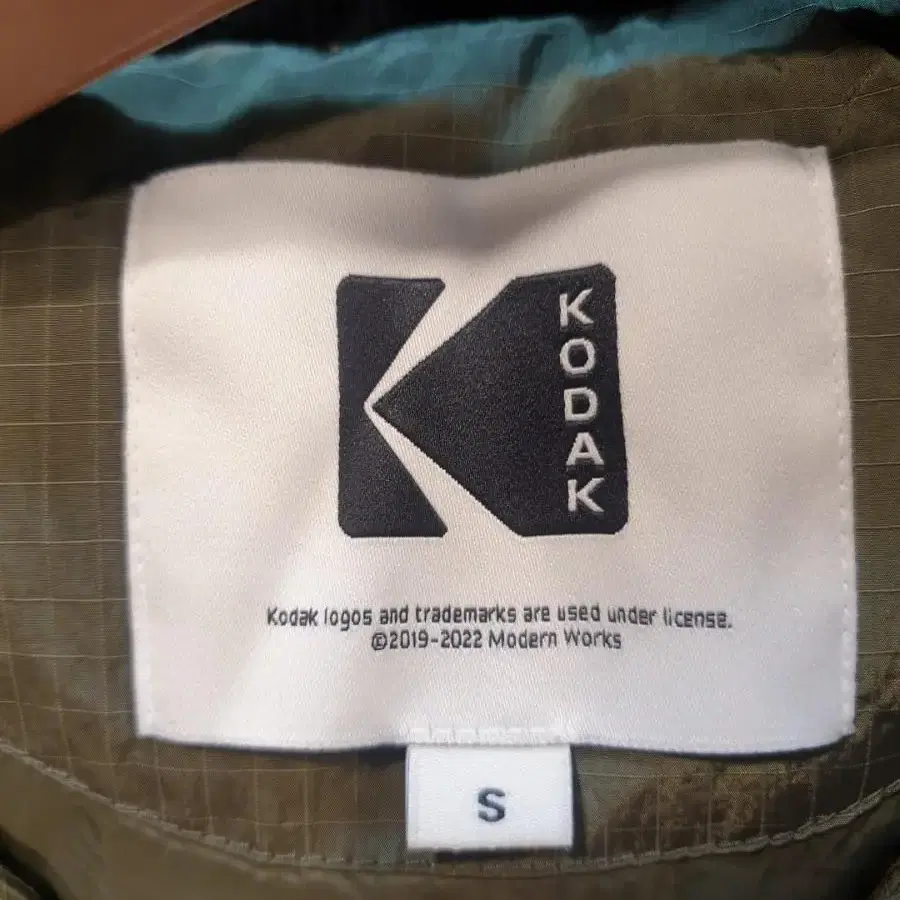 KODAK
Kodak logos and trademarks are used under license.
©2019-2022 Modern Works
S